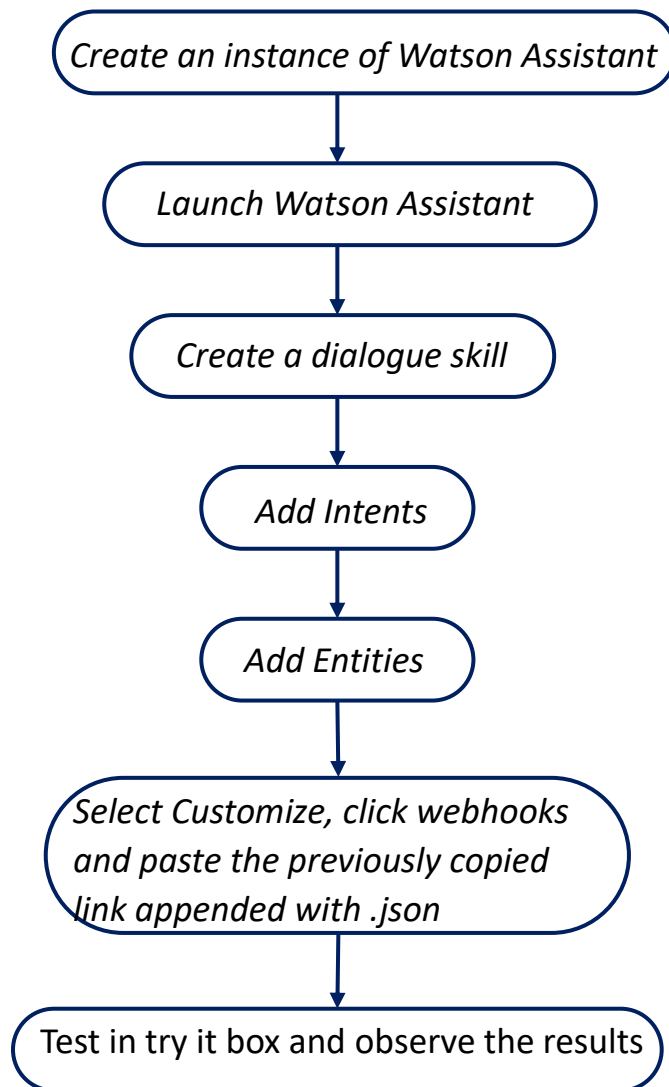 Create an instance of Watson Assistant
Launch Watson Assistant
Create a dialogue skill
Add Intents
Add Entities
Select Customize, click webhooks
and paste the previously copied
link appended with .json
Test in try it box and observe the results